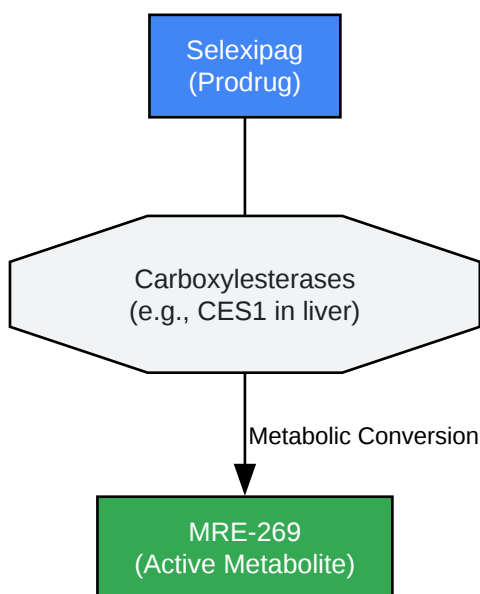 Selexipag
(Prodrug)
Carboxylesterases
(e.g., CES1 in liver)
Metabolic Conversion
MRE-269
(Active Metabolite)